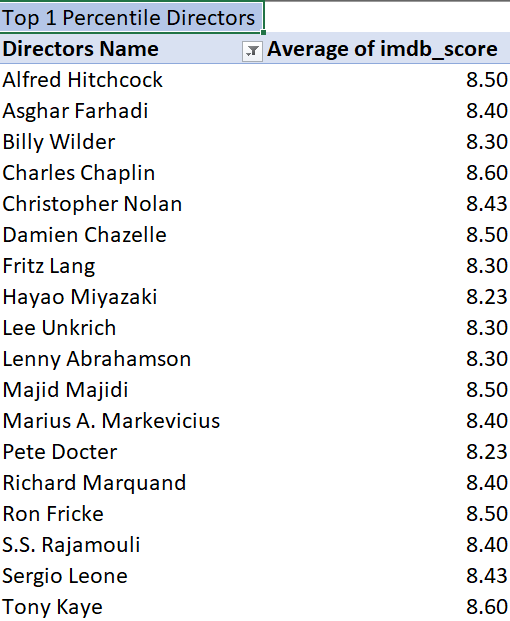 Top 1 Percentile Directors
Directors Name Average of imdb_score
Alfred Hitchcock 8.50
Asghar Farhadi 8.40
Billy Wilder 8.30
Charles Chaplin 8.60
Christopher Nolan 8.43
Damien Chazelle 8.50
Fritz Lang 8.30
Hayao Miyazaki 8.23
Lee Unkrich 8.30
Lenny Abrahamson 8.30
Majid Majidi 8.50
Marius A. Markevicius 8.40
Pete Docter 8.23
Richard Marquand 8.40
Ron Fricke 8.50
S.S. Rajamouli 8.40
Sergio Leone 8.43
Tony Kaye 8.60